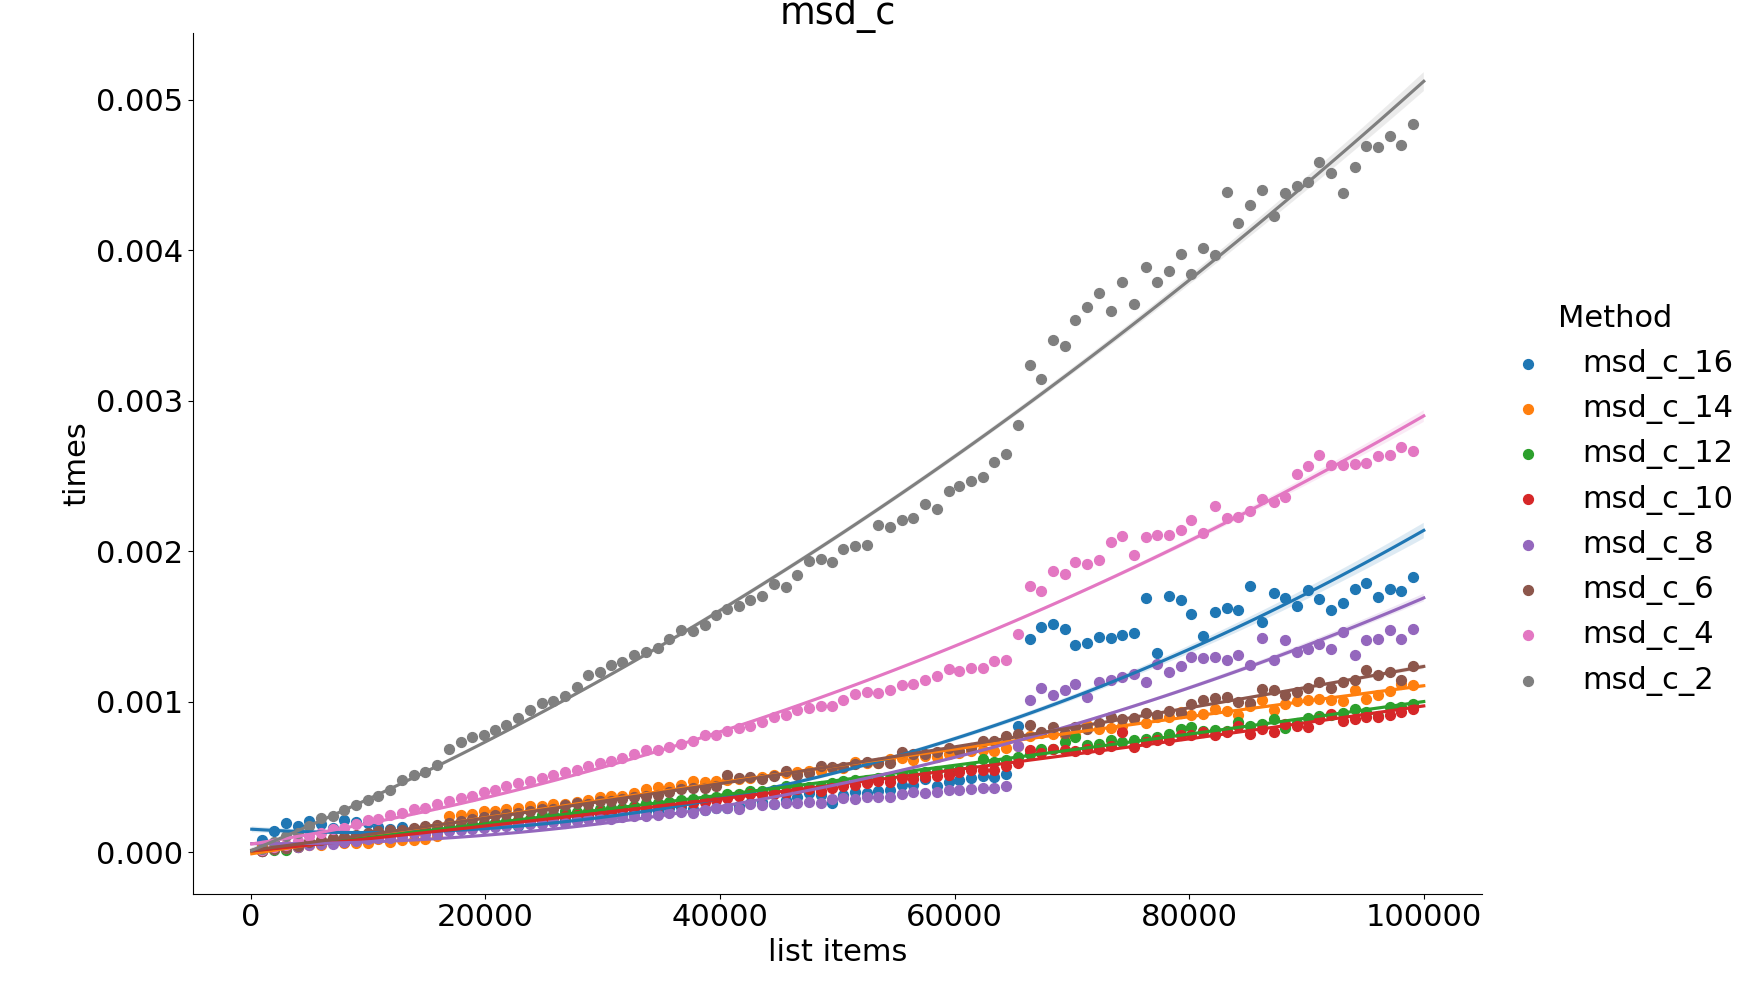 msd_c
0.005
0.004
0.003
0.002
0.001
0.000
times
0 20000 40000 60000 80000 100000
list items
Method
msd_c_16
msd_c_14
msd_c_12
msd_c_10
msd_c_8
msd_c_6
msd_c_4
msd_c_2